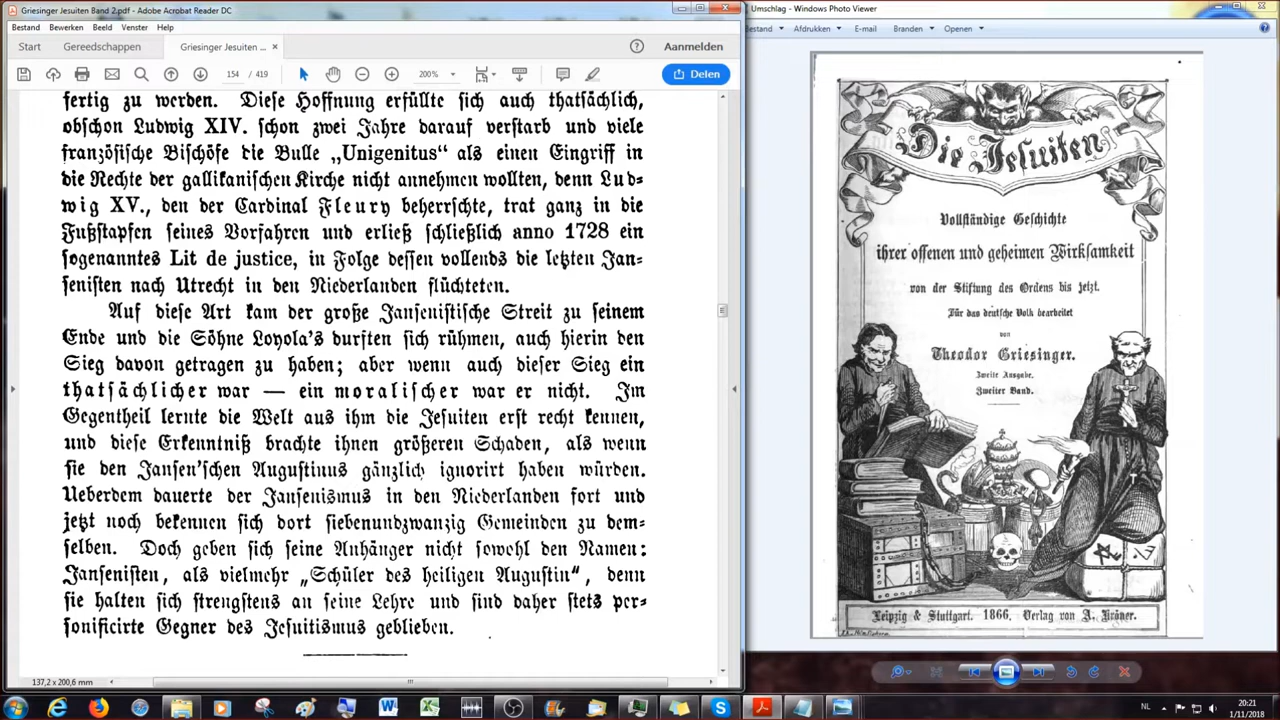 Griesinger Jesuiten Band 2.pdf - Adobe Acrobat Reader DC
Bestand Bewerken Beeld Venster Help
Start Gereedschappen Griesinger Jesuiten ... × Aanmelden
154 / 419 200% Delen
fertig zu werden. Diese Hoffnung erfüllte sich auch thatsächlich,
obschon Ludwig XIV. schon zwei Jahre darauf verstarb und viele
französische Bischöfe die Bulle „Unigenitus“ als einen Eingriff in
die Rechte der gallikanischen Kirche nicht annehmen wollten, denn Lud-
wig XV., den der Cardinal Fleury beherrschte, trat ganz in die
Fußstapfen seines Vorfahren und erließ schließlich anno 1728 ein
sogenanntes Lit de justice, in Folge dessen vollends die letzten Jan-
senisten nach Utrecht in den Niederlanden flüchteten.
Auf diese Art kam der große Jansenistische Streit zu seinem
Ende und die Söhne Loyola's durften sich rühmen, auch hierin den
Sieg davon getragen zu haben; aber wenn auch dieser Sieg ein
thatsächlicher war — ein moralischer war er nicht. Im
Gegentheil lernte die Welt aus ihm die Jesuiten erst recht kennen,
und diese Erkenntniß brachte ihnen größeren Schaden, als wenn
sie den Jansen'schen Augustinus gänzlich ignorirt haben würden.
Ueberdem dauerte der Jansenismus in den Niederlanden fort und
jetzt noch bekennen sich dort siebenundzwanzig Gemeinden zu dem-
selben. Doch geben sich seine Anhänger nicht sowohl den Namen:
Jansenisten, als vielmehr „Schüler des heiligen Augustin“, denn
sie halten sich strengstens an seine Lehre und sind daher stets per-
sonificirte Gegner des Jesuitismus geblieben.
137,2 x 200,6 mm
Umschlag - Windows Photo Viewer
Bestand Afdrukken E-mail Branden Openen
Die Jesuiten
Vollständige Geschichte
ihrer offenen und geheimen Wirksamkeit
von der Stiftung des Ordens bis jetzt.
Für das deutsche Volk bearbeitet
von
Theodor Griesinger.
Zweite Ausgabe.
Zweiter Band.
Leipzig & Stuttgart. 1866. Verlag von A. Kröner.
NL
20:21
1/11/2018